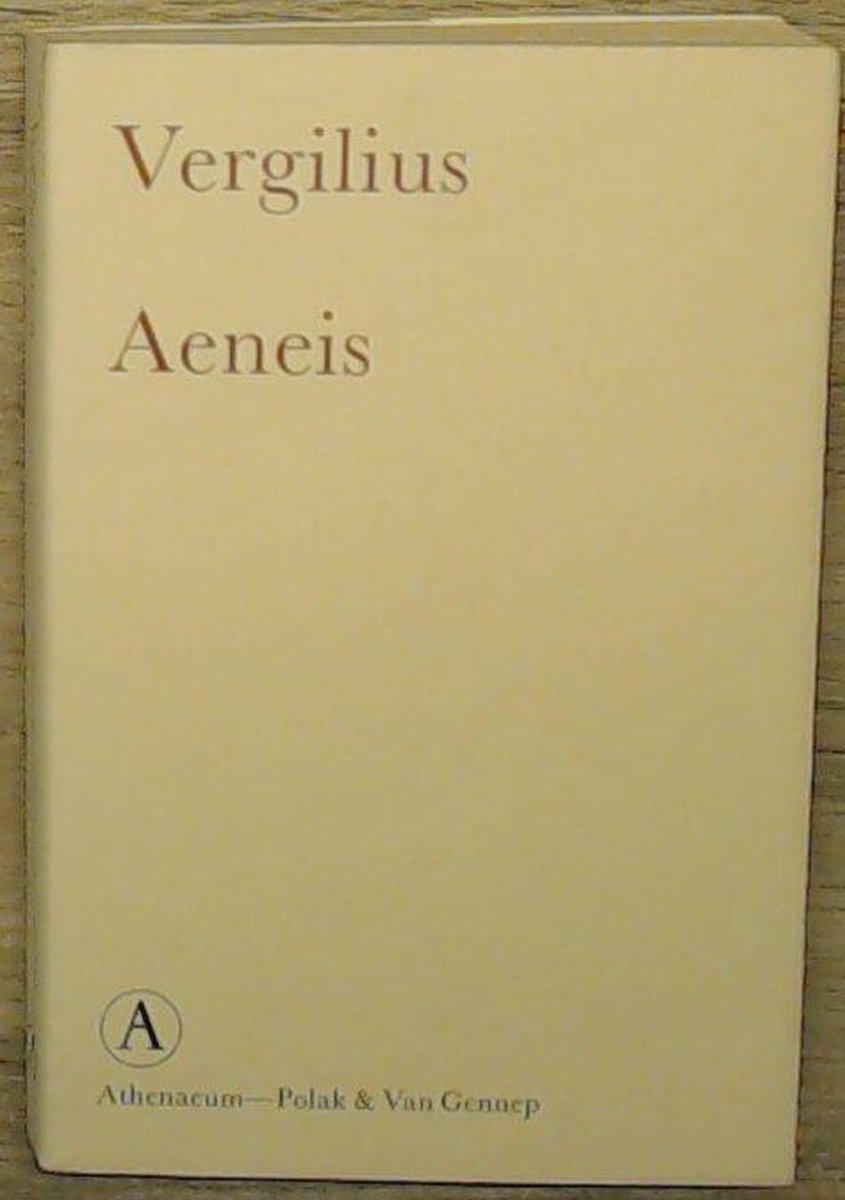 Vergilius
Aeneis
A
Athenaeum—Polak & Van Gennep